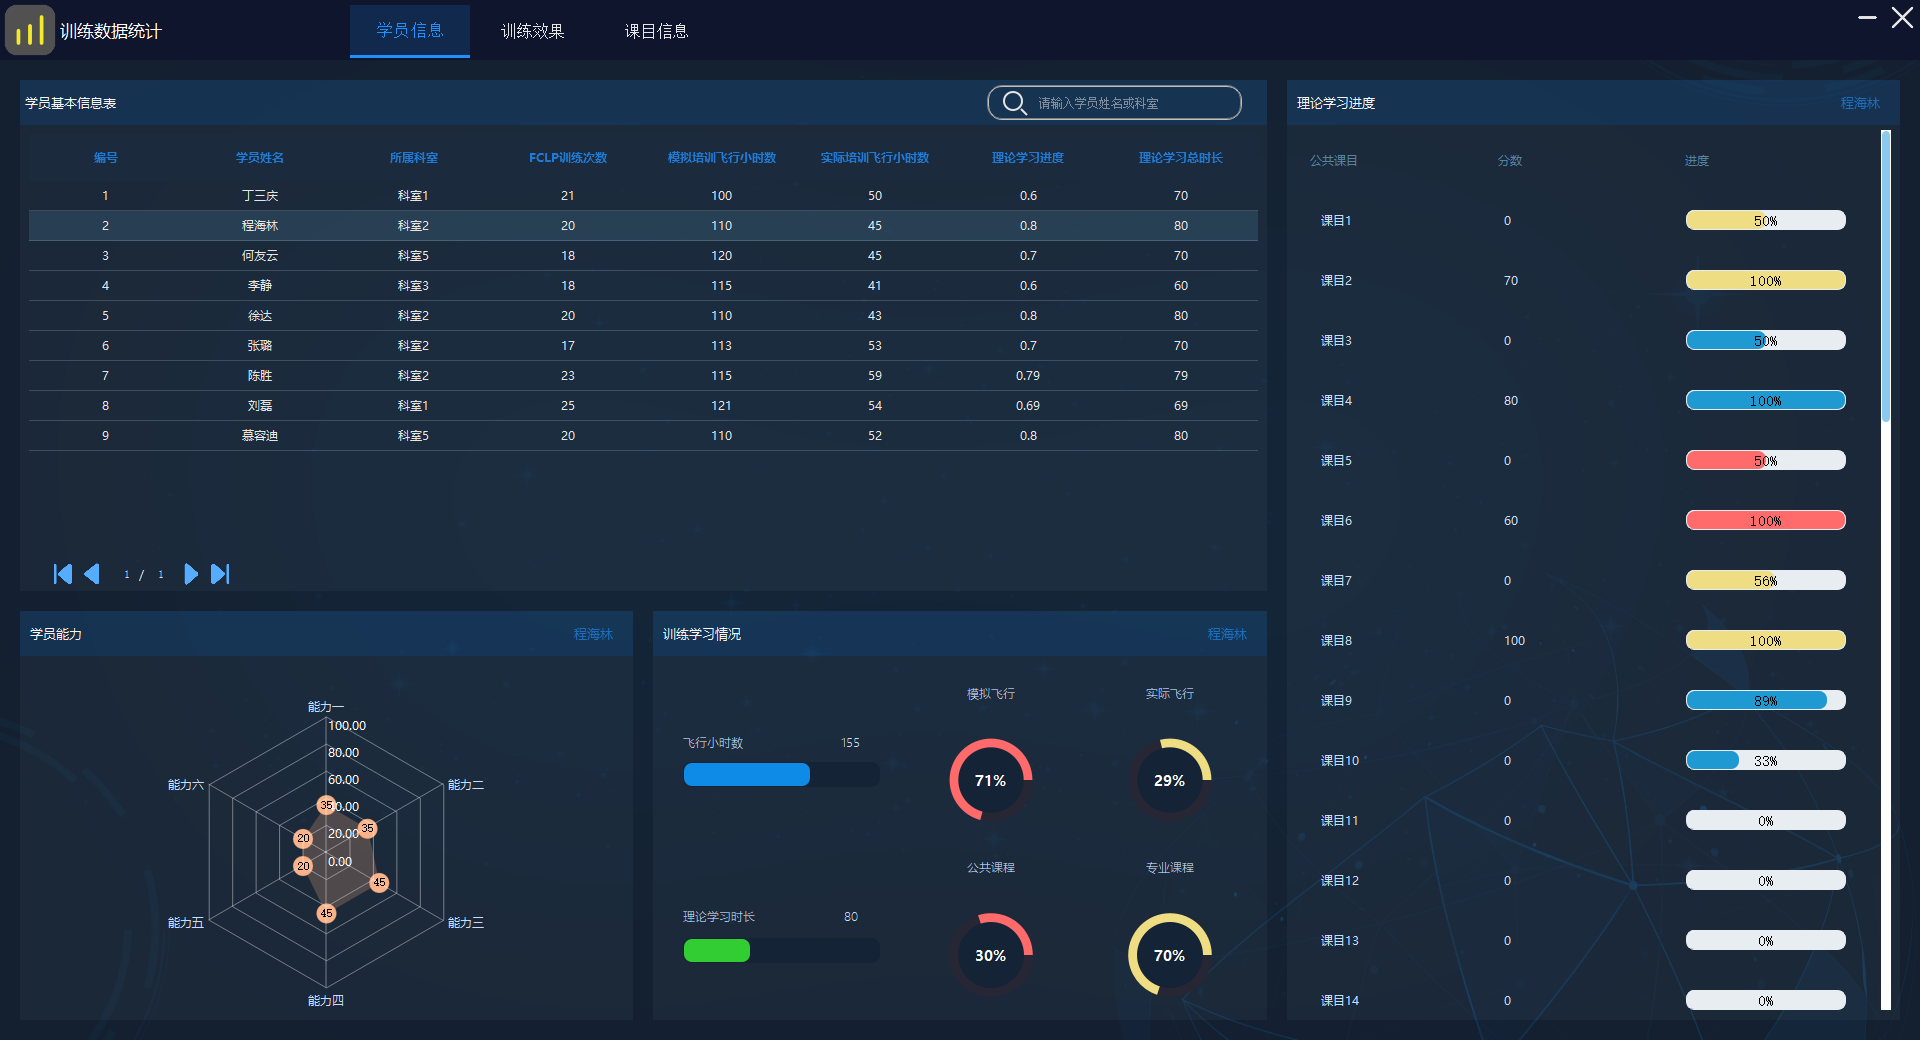 训练数据统计
学员信息 训练效果 课目信息
学员基本信息表
请输入学员姓名或科室
编号 学员姓名 所属科室 FCLP训练次数 模拟培训飞行小时数 实际培训飞行小时数 理论学习进度 理论学习总时长
1 丁三庆 科室1 21 100 50 0.6 70
2 程海林 科室2 20 110 45 0.8 80
3 何友云 科室5 18 120 45 0.7 70
4 李静 科室3 18 115 41 0.6 60
5 徐达 科室2 20 110 43 0.8 80
6 张璐 科室2 17 113 53 0.7 70
7 陈胜 科室2 23 115 59 0.79 79
8 刘磊 科室1 25 121 54 0.69 69
9 慕容迪 科室5 20 110 52 0.8 80
1 / 1
学员能力 程海林
能力一
100.00
80.00
60.00
0.00
20.00
0.00
能力二
能力三
能力四
能力五
能力六
35
35
45
45
20
20
训练学习情况 程海林
飞行小时数 155
理论学习时长 80
模拟飞行
71%
实际飞行
29%
公共课程
30%
专业课程
70%
理论学习进度 程海林
公共课目 分数 进度
课目1 0 50%
课目2 70 100%
课目3 0 50%
课目4 80 100%
课目5 0 50%
课目6 60 100%
课目7 0 56%
课目8 100 100%
课目9 0 89%
课目10 0 33%
课目11 0 0%
课目12 0 0%
课目13 0 0%
课目14 0 0%